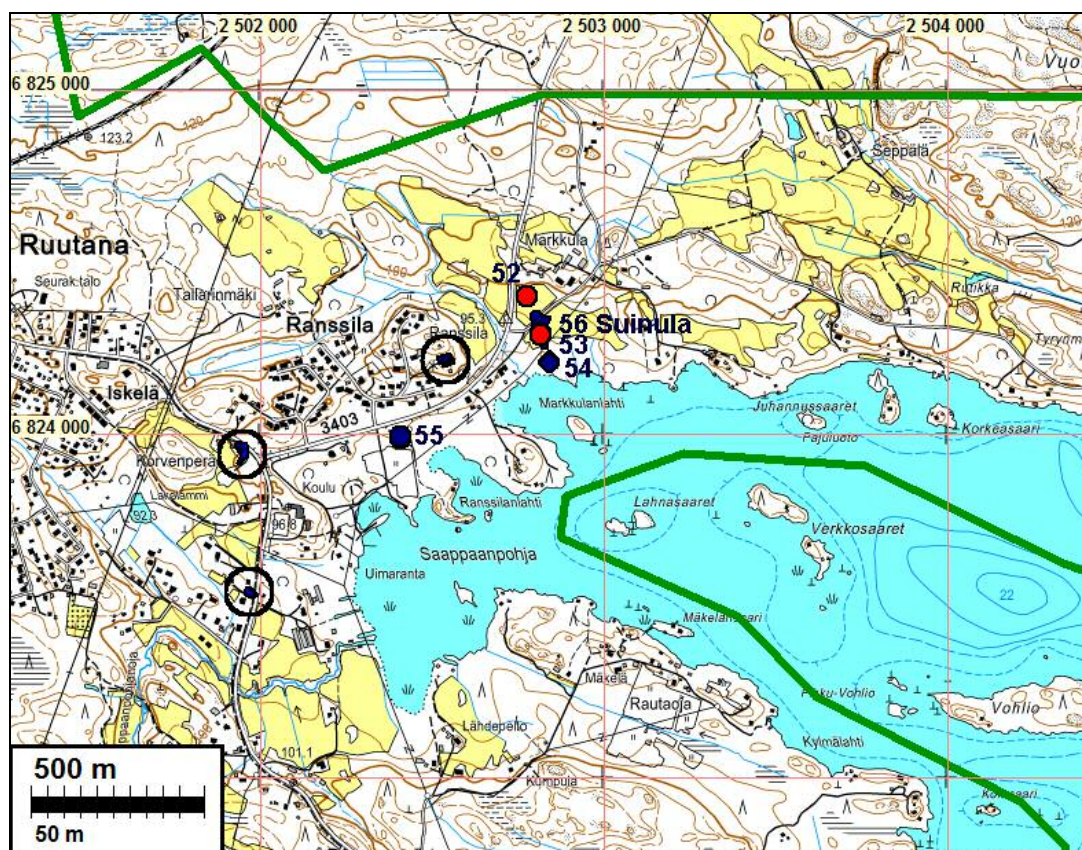 2 502 000
2 503 000
2 504 000
6 825 000
123.2
120
Seppälä
Ruutana
Markkula
Seurak.talo
52
Tallarinmäki
Rutikka
Ranssila
95.3
56 Suinula
Ranssila
53
54
Iskelä
Markkulanlahti
Juhannussaaret
6 824 000
3403
55
Pajuluoto
Korkeasaari
Korvenperä
Koulu
Ranssilanlahti
Lahnasaaret
92.3
96.8
Verkkosaaret
Saappaanpohja
Uimaranta
22
Mäkelänsaari
Mäkelä
Rautaoja
Vohlio
Lähdepelto
Kylmälahti
101.1
500 m
Kumpula
50 m